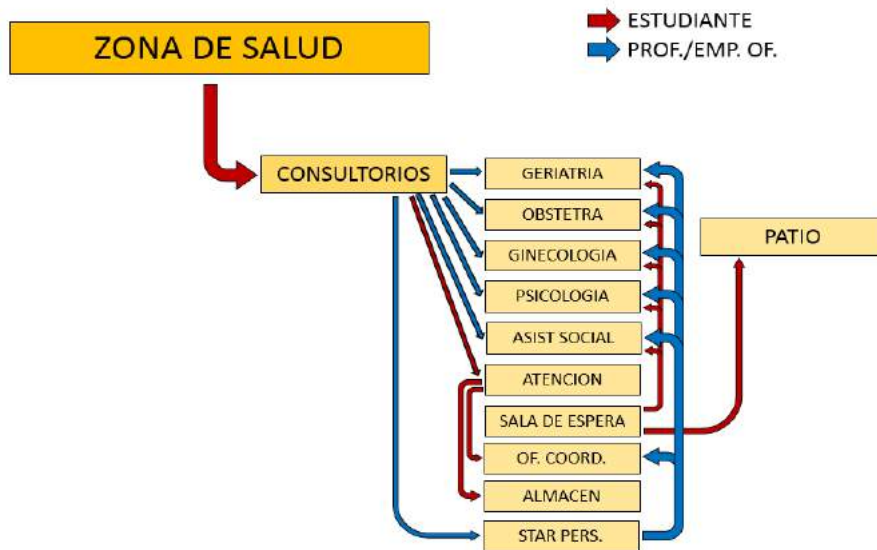 ZONA DE SALUD
ESTUDIANTE
PROF./EMP. OF.
CONSULTORIOS
GERIATRIA
OBSTETRA
GINECOLOGIA
PSICOLOGIA
ASIST SOCIAL
ATENCION
SALA DE ESPERA
OF. COORD.
ALMACEN
STAR PERS.
PATIO